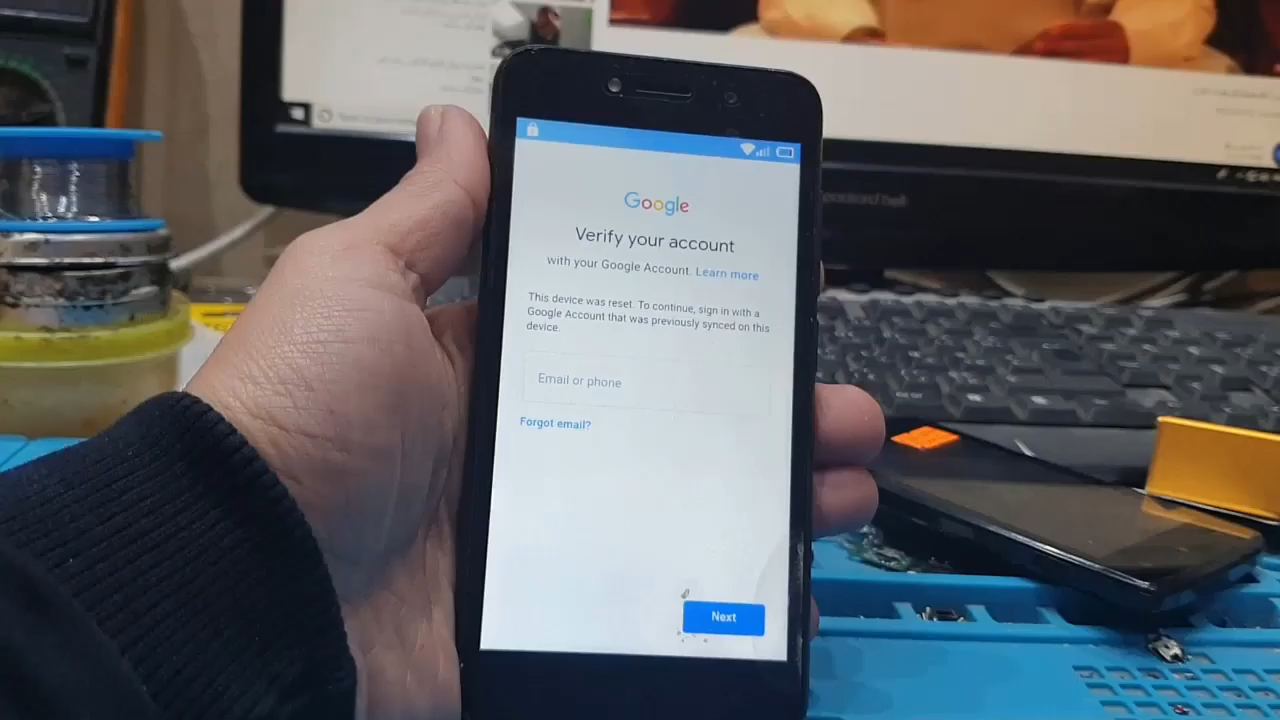 Google
Verify your account
with your Google Account. Learn more
This device was reset. To continue, sign in with a
Google Account that was previously synced on this
device.
Email or phone
Forgot email?
Next